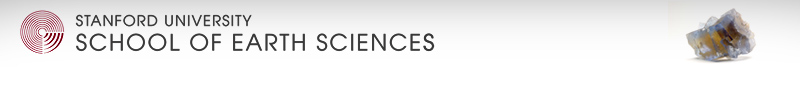 STANFORD UNIVERSITY
SCHOOL OF EARTH SCIENCES